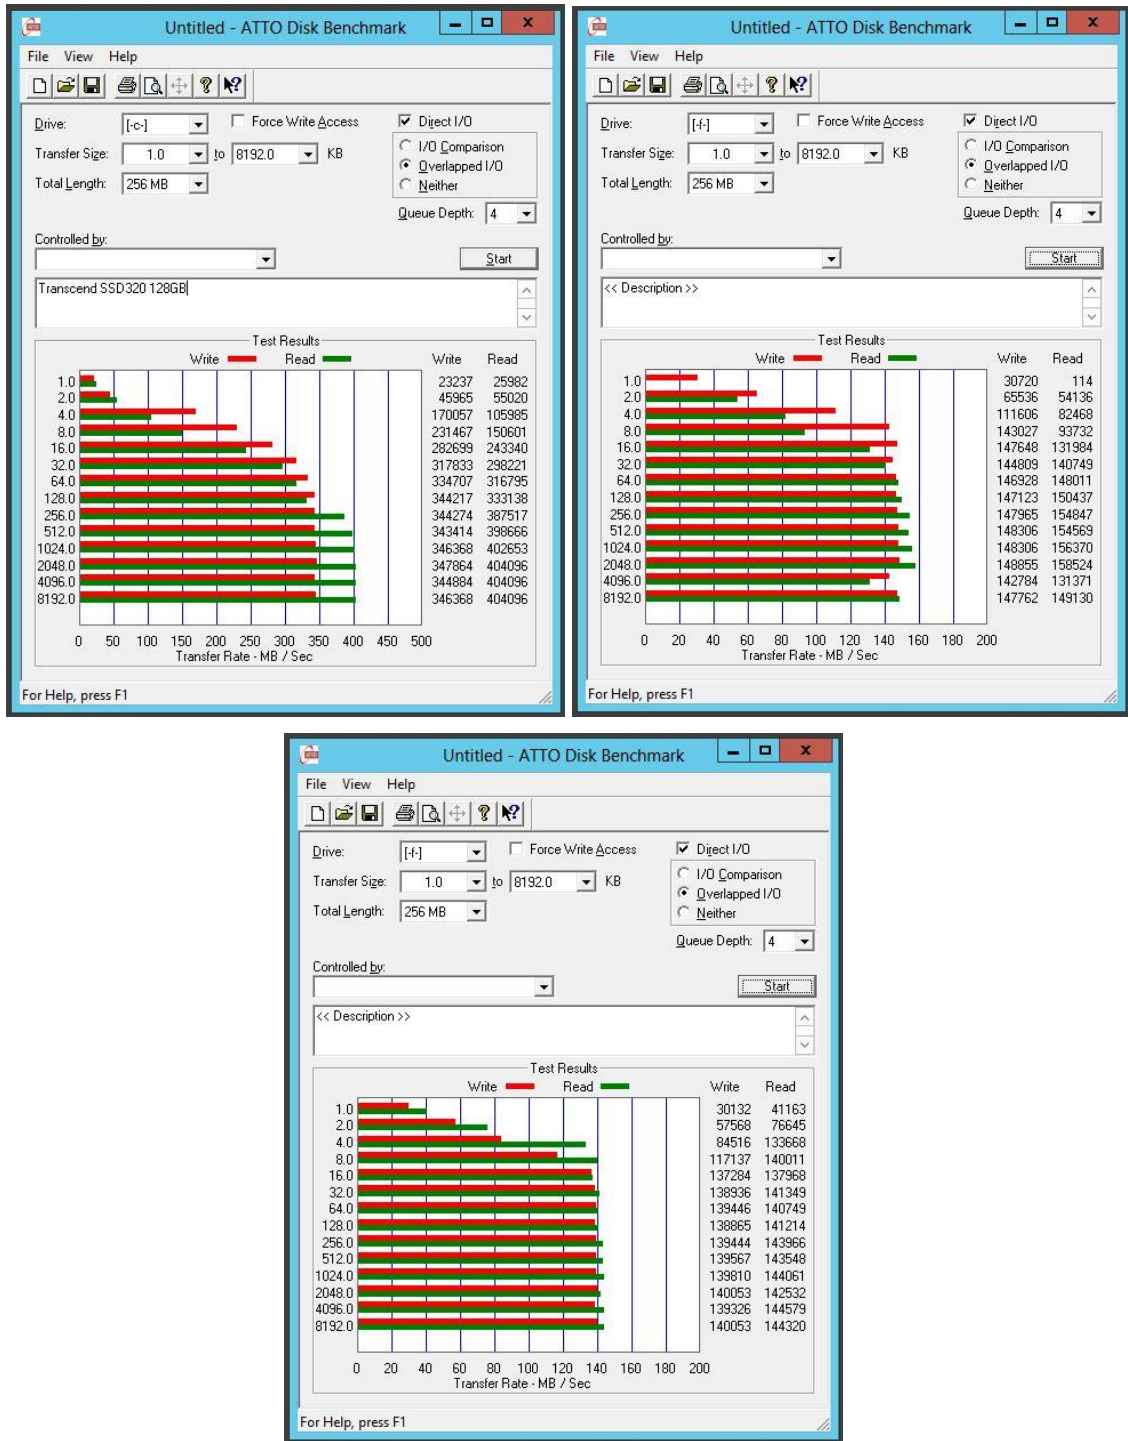 Untitled - ATTO Disk Benchmark
File View Help
Drive: [-c-] Force Write Access Direct I/O
Transfer Size: 1.0 to 8192.0 KB I/O Comparison
Overlapped I/O
Total Length: 256 MB Neither
Queue Depth: 4
Controlled by:
Start
Transcend SSD320 128GB
Test Results
Write Read Write Read
1.0 23237 25982
2.0 45965 55020
4.0 170057 105985
8.0 231467 150601
16.0 282699 243340
32.0 317833 298221
64.0 334707 316795
128.0 344217 333138
256.0 344274 387517
512.0 343414 398666
1024.0 346368 402653
2048.0 347864 404096
4096.0 344884 404096
8192.0 346368 404096
0 50 100 150 200 250 300 350 400 450 500
Transfer Rate - MB / Sec
For Help, press F1
Untitled - ATTO Disk Benchmark
File View Help
Drive: [-f-] Force Write Access Direct I/O
Transfer Size: 1.0 to 8192.0 KB I/O Comparison
Overlapped I/O
Total Length: 256 MB Neither
Queue Depth: 4
Controlled by:
Start
<< Description >>
Test Results
Write Read Write Read
1.0 30720 114
2.0 65536 54136
4.0 111606 82468
8.0 143027 93732
16.0 147648 131984
32.0 144809 140749
64.0 146928 148011
128.0 147123 150437
256.0 147965 154847
512.0 148306 154569
1024.0 148306 156370
2048.0 148855 158524
4096.0 142784 131371
8192.0 147762 149130
0 20 40 60 80 100 120 140 160 180 200
Transfer Rate - MB / Sec
For Help, press F1
Untitled - ATTO Disk Benchmark
File View Help
Drive: [-f-] Force Write Access Direct I/O
Transfer Size: 1.0 to 8192.0 KB I/O Comparison
Overlapped I/O
Total Length: 256 MB Neither
Queue Depth: 4
Controlled by:
Start
<< Description >>
Test Results
Write Read Write Read
1.0 30132 41163
2.0 57568 76645
4.0 84516 133668
8.0 117137 140011
16.0 137284 137968
32.0 138936 141349
64.0 139446 140749
128.0 138865 141214
256.0 139444 143966
512.0 139567 143548
1024.0 139810 144061
2048.0 140053 142532
4096.0 139326 144579
8192.0 140053 144320
0 20 40 60 80 100 120 140 160 180 200
Transfer Rate - MB / Sec
For Help, press F1